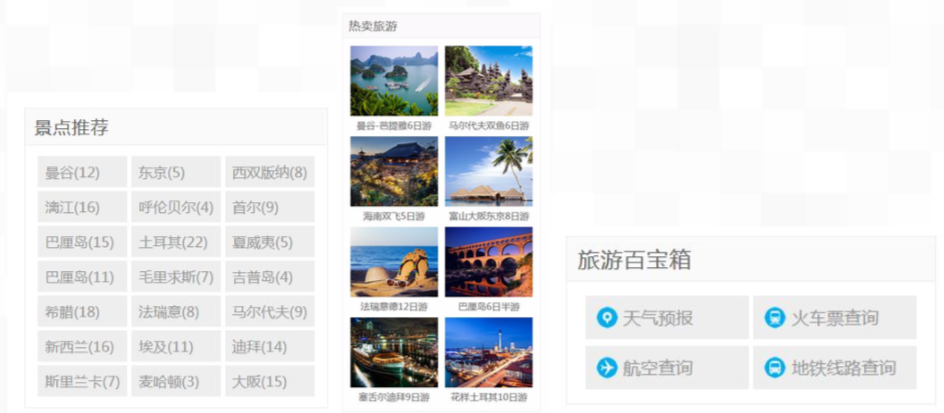 景点推荐
曼谷(12) 东京(5) 西双版纳(8)
漓江(16) 呼伦贝尔(4) 首尔(9)
巴厘岛(15) 土耳其(22) 夏威夷(5)
巴厘岛(11) 毛里求斯(7) 吉普岛(4)
希腊(18) 法瑞意(8) 马尔代夫(9)
新西兰(16) 埃及(11) 迪拜(14)
斯里兰卡(7) 麦哈顿(3) 大阪(15)
热卖旅游
曼谷-芭提雅6日游 马尔代夫双鱼6日游
海南双飞5日游 富山大阪东京8日游
法瑞意德12日游 巴厘岛6日半游
塞舌尔迪拜9日游 花样土耳其10日游
旅游百宝箱
天气预报 火车票查询
航空查询 地铁线路查询